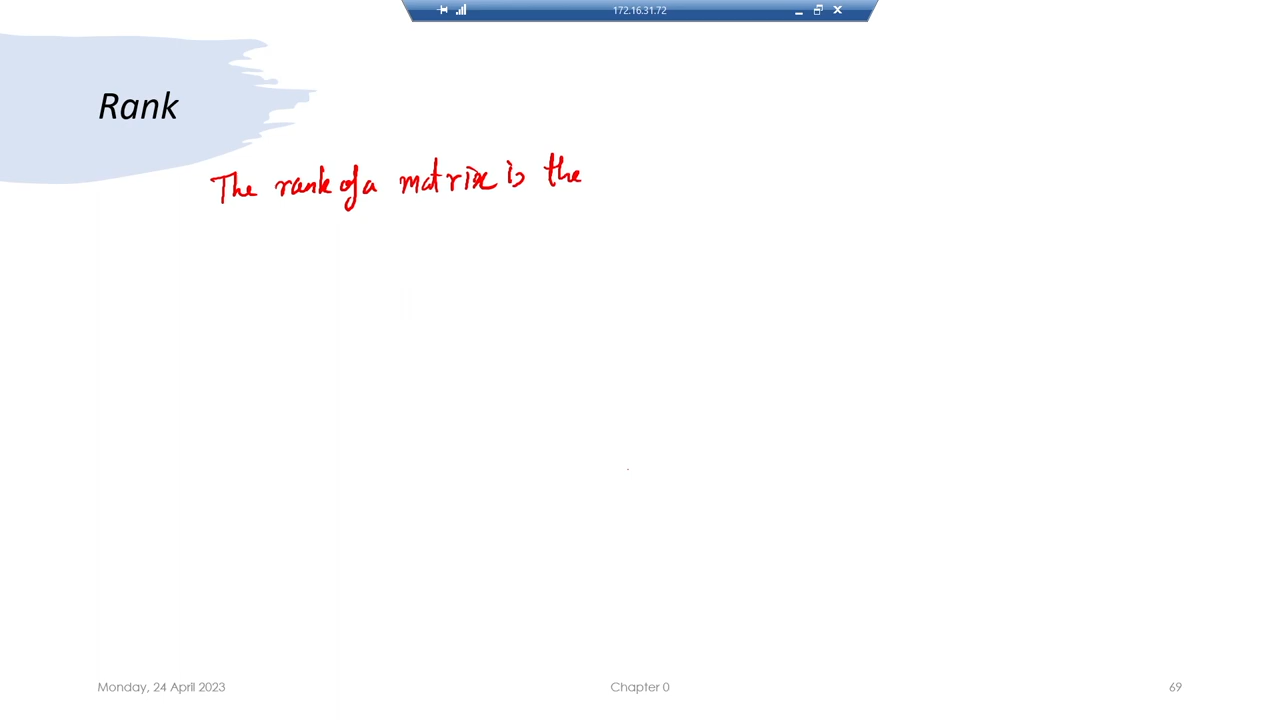 172.16.31.72
Rank
The rank of a matrix is the
Monday, 24 April 2023
Chapter 0
69